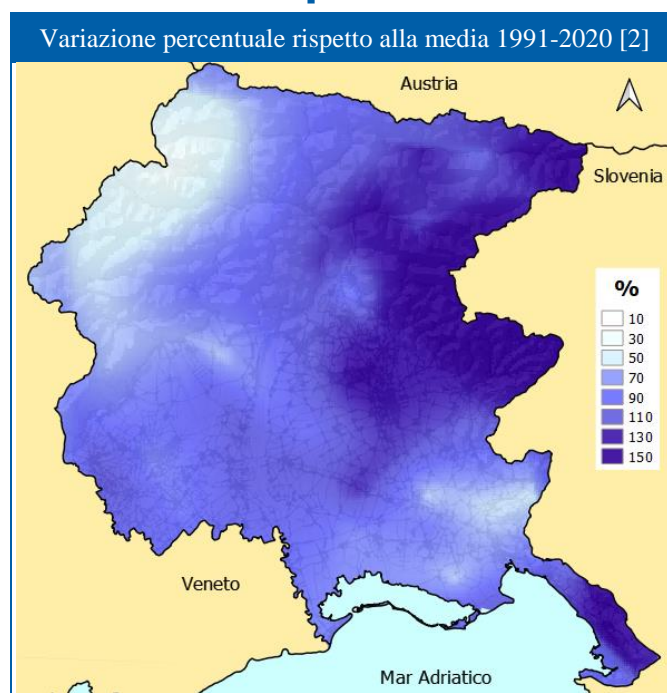 Variazione percentuale rispetto alla media 1991-2020 [2]
Austria
Slovenia
%
10
30
50
70
90
110
130
150
Veneto
Mar Adriatico